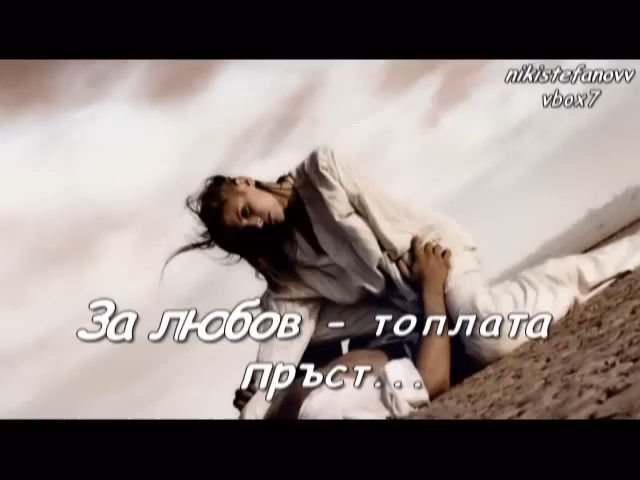 nikistefanovv
vbox7
За любов - топлата
пръст...